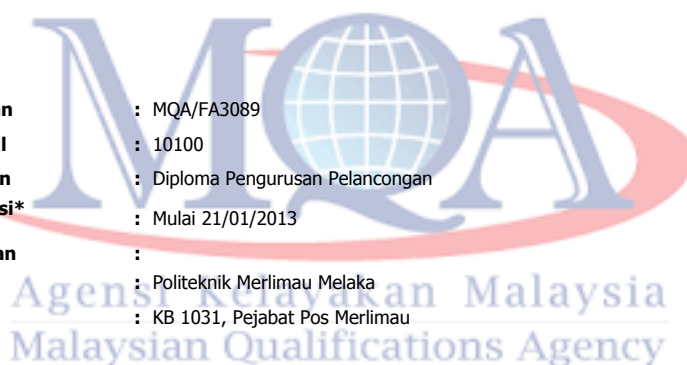 MQA
an : MQA/FA3089
l : 10100
n : Diploma Pengurusan Pelancongan
si* : Mulai 21/01/2013
an :
: Politeknik Merlimau Melaka
: KB 1031, Pejabat Pos Merlimau
Agensi Kelayakan Malaysia
Malaysian Qualifications Agency